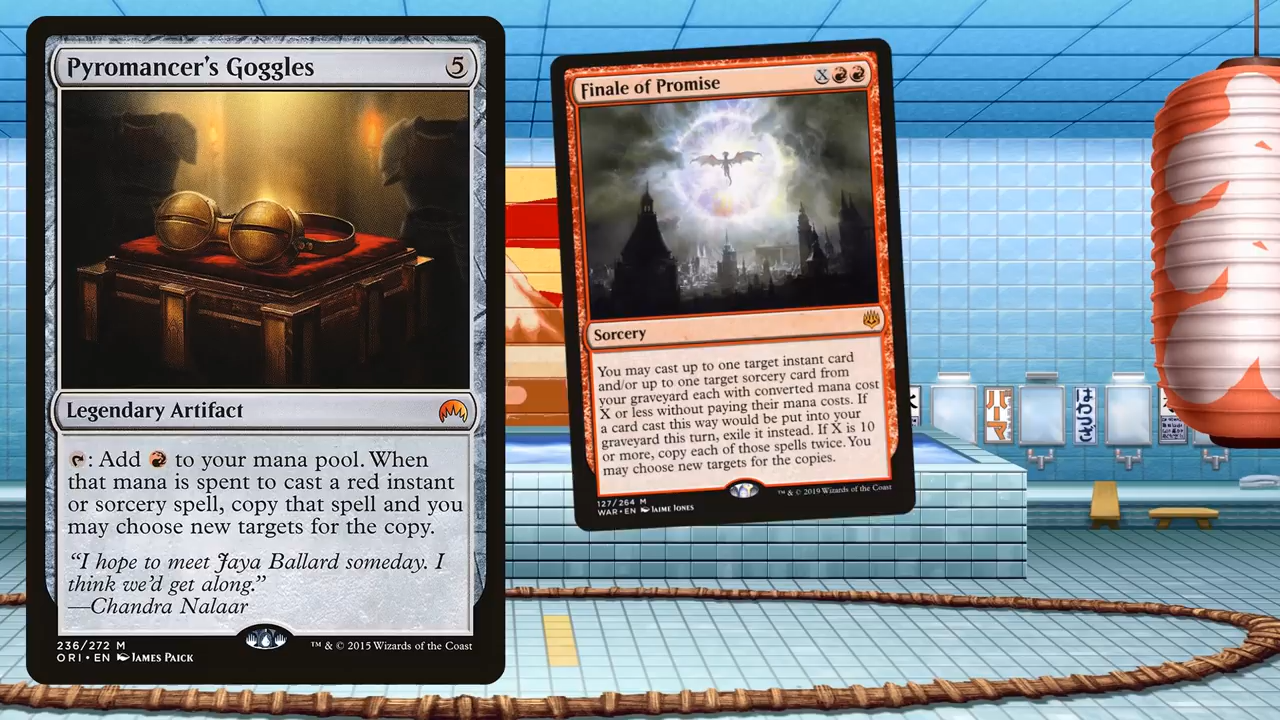 Pyromancer's Goggles 5
Legendary Artifact
: Add to your mana pool. When
that mana is spent to cast a red instant
or sorcery spell, copy that spell and you
may choose new targets for the copy.
"I hope to meet Jaya Ballard someday. I
think we'd get along."
—Chandra Nalaar
236/272 M
ORI • EN JAMES PAICK
™ & © 2015 Wizards of the Coast
Finale of Promise X
Sorcery
You may cast up to one target instant card
and/or up to one target sorcery card from
your graveyard each with converted mana cost
X or less without paying their mana costs. If
a card cast this way would be put into your
graveyard this turn, exile it instead. If X is 10
or more, copy each of those spells twice. You
may choose new targets for the copies.
127/264 M
WAR • EN JAIME JONES
™ & © 2019 Wizards of the Coast
はわつざ